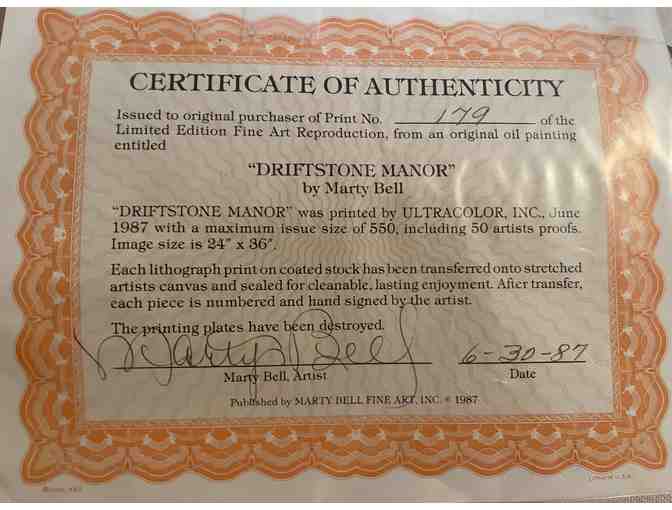 CERTIFICATE OF AUTHENTICITY
Issued to original purchaser of Print No. 179 of the
Limited Edition Fine Art Reproduction, from an original oil painting
entitled
"DRIFTSTONE MANOR"
by Marty Bell
"DRIFTSTONE MANOR" was printed by ULTRACOLOR, INC., June
1987 with a maximum issue size of 550, including 50 artists proofs.
Image size is 24" x 36".
Each lithograph print on coated stock has been transferred onto stretched
artists canvas and sealed for cleanable, lasting enjoyment. After transfer,
each piece is numbered and hand signed by the artist.
The printing plates have been destroyed.
Marty Bell 6-30-87
Marty Bell, Artist Date
Published by MARTY BELL FINE ART, INC. © 1987